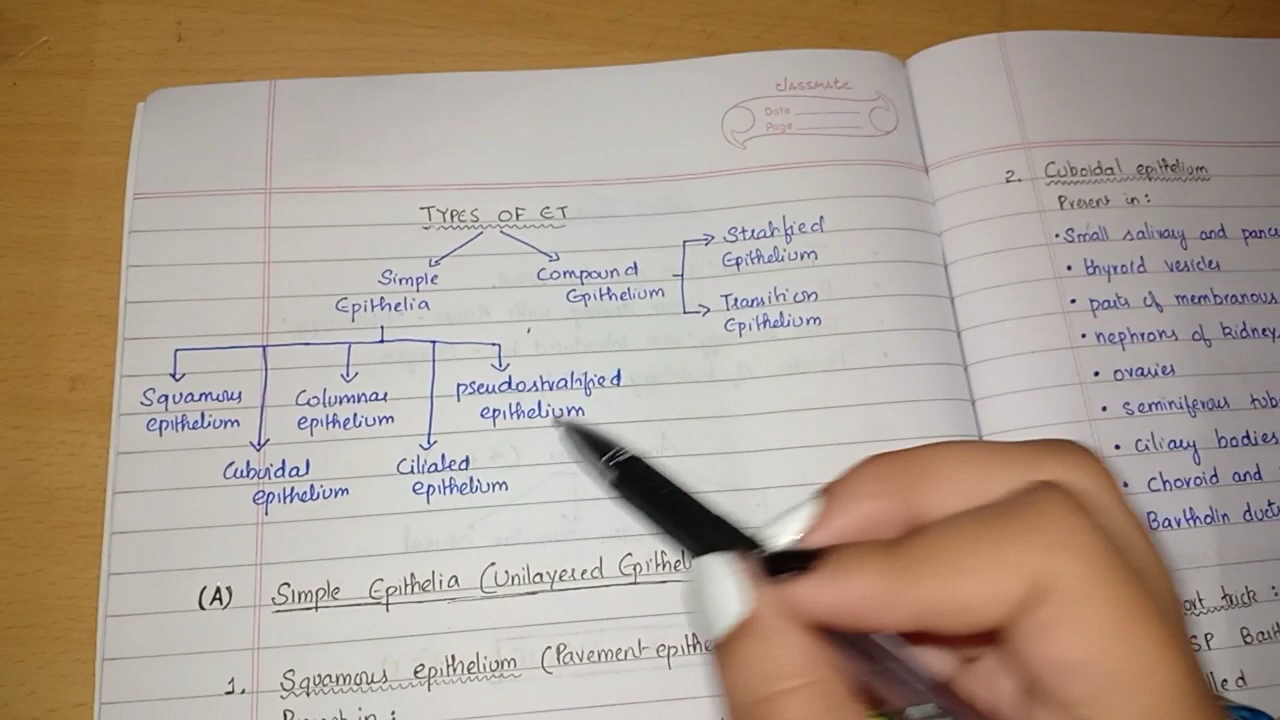 classmate
Date
Page
TYPES OF ET
Simple
Epithelia
Compound
Epithelium
Stratified
Epithelium
Transition
Epithelium
Squamous
epithelium
Cuboidal
epithelium
Columnar
epithelium
Ciliated
epithelium
pseudostratified
epithelium
(A) Simple Epithelia (Unilayered
1. Squamous epithelium (Pavement
2. Cuboidal epithelium
Present in:
• Small salivary and
• thyroid vesicles
• parts of membranous
• nephrons of kidney
• ovaries
• seminiferous
• ciliary bodies
• choroid and
Bartholin
trick:
SP